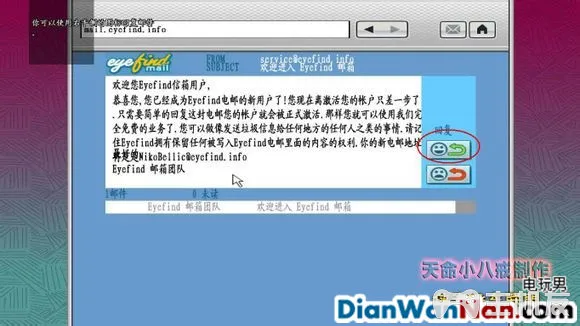 你可以使用右下侧的图标回复邮件
.
mail.eyefind.info
eyefind
mail
FROM service@eyefind.info
SUBJECT 欢迎进入 Eyefind 邮箱
欢迎您Eyefind信箱用户,
恭喜您,您已经成为Eyefind电邮的新用户了!您现在离激活您的帐户只差一步了
.只需要简单的回复这封电邮您的帐户就会被正式激活.那样您就可以使用我们完
全免费的业务了.您可以做像发送垃圾信息给任何地方的任何人之类的事情.请记
住Eyefind拥有保留任何被写入Eyefind电邮里面的内容的权利,你的新电邮地址
NikoBellic@eyefind.info
Eyefind 邮箱团队
回复
1邮件 0 未读
Eyefind 邮箱团队 欢迎进入 Eyefind 邮箱
天命小八戒制作
电玩男
DianWanNan.com